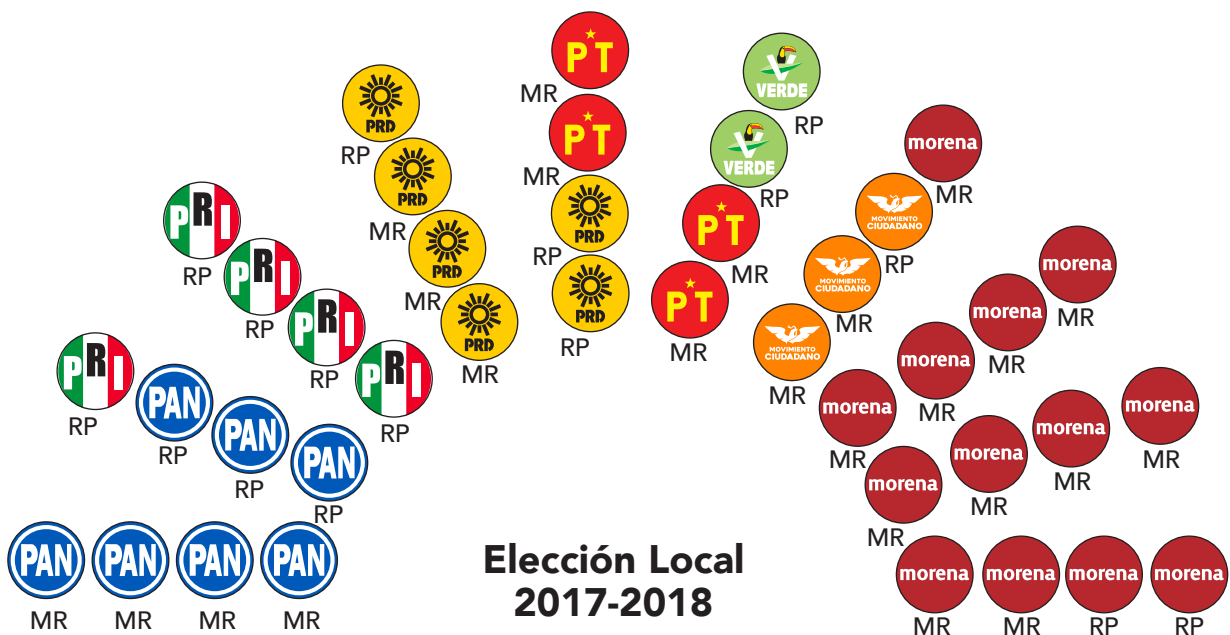 PRI
RP
PAN
RP
PAN
RP
PAN
RP
PRI
RP
PRI
RP
PRI
RP
PRI
RP
PRD
RP
PRD
MR
PRD
MR
PRD
MR
PT
MR
PT
MR
PRD
RP
PRD
RP
V
VERDE
RP
V
VERDE
RP
PT
MR
PT
MR
morena
MR
MOVIMIENTO
CIUDADANO
RP
MOVIMIENTO
CIUDADANO
MR
MOVIMIENTO
CIUDADANO
MR
morena
MR
morena
MR
morena
MR
morena
MR
morena
MR
morena
MR
morena
MR
morena
MR
PAN PAN PAN PAN
MR MR MR MR
Elección Local
2017-2018
morena morena morena morena
MR MR RP RP